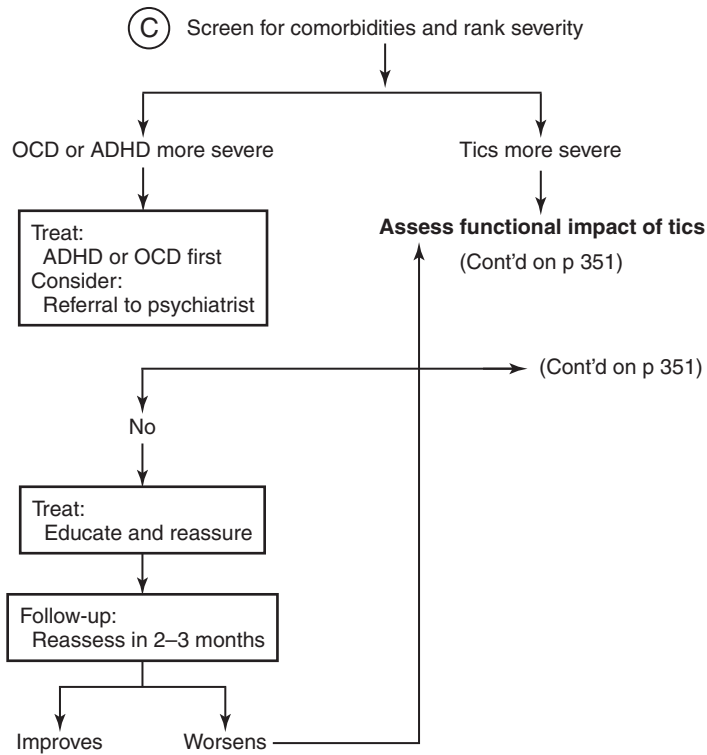 C Screen for comorbidities and rank severity
OCD or ADHD more severe
Tics more severe
Treat:
ADHD or OCD first
Consider:
Referral to psychiatrist
Assess functional impact of tics
(Cont'd on p 351)
(Cont'd on p 351)
No
Treat:
Educate and reassure
Follow-up:
Reassess in 2–3 months
Improves
Worsens